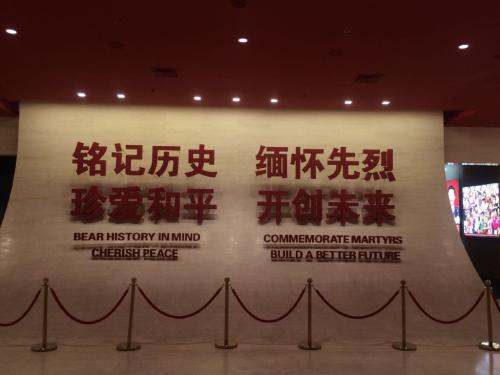 铭记历史 缅怀先烈
珍爱和平 开创未来
BEAR HISTORY IN MIND COMMEMORATE MARTYRS
CHERISH PEACE BUILD A BETTER FUTURE